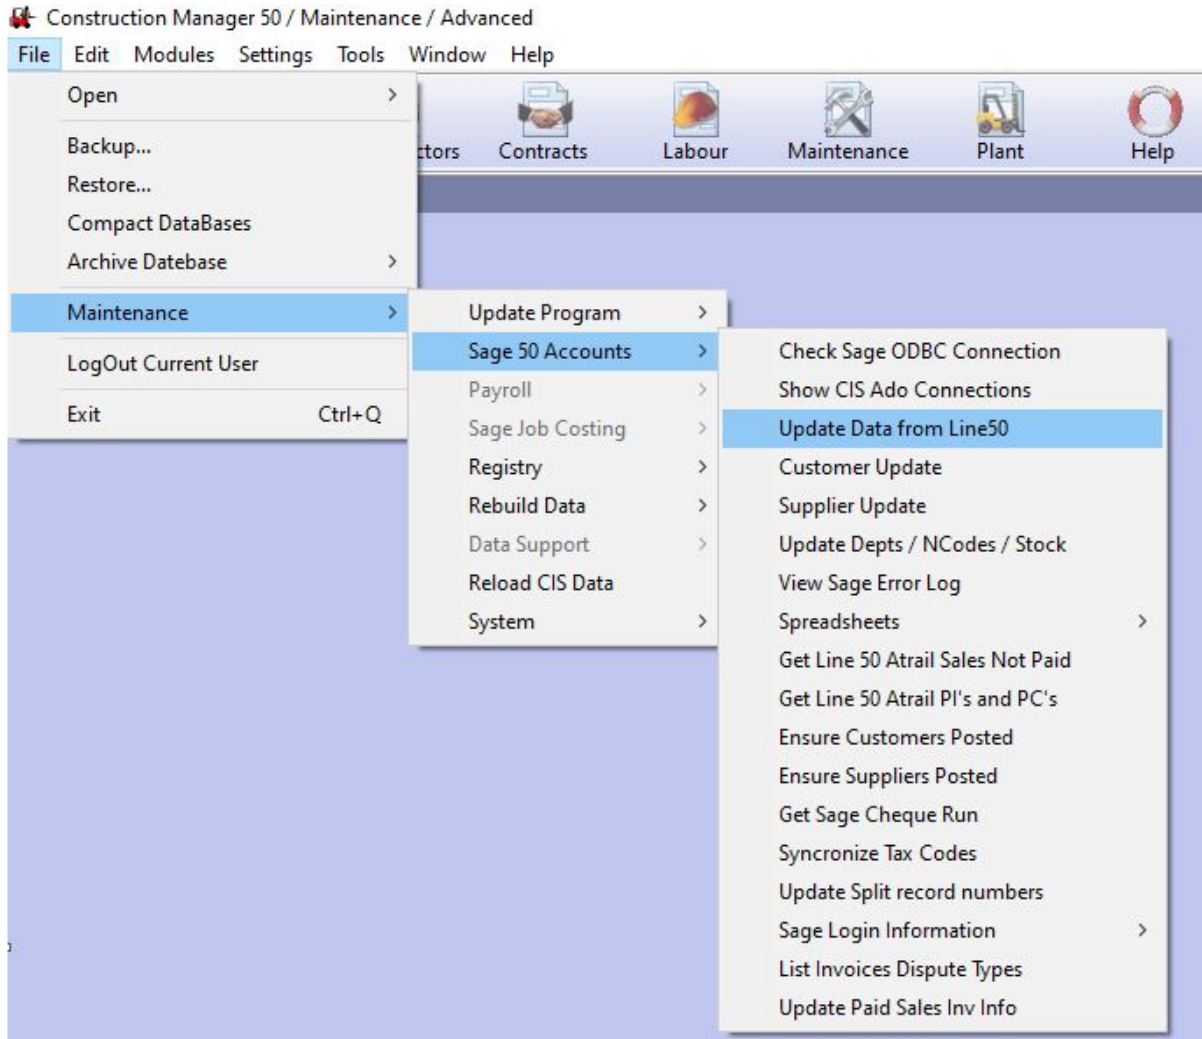 Construction Manager 50 / Maintenance / Advanced
File Edit Modules Settings Tools Window Help
Open
Backup...
Restore...
Compact DataBases
Archive Datebase
Maintenance
LogOut Current User
Exit Ctrl+Q
ctors Contracts Labour Maintenance Plant Help
Update Program
Sage 50 Accounts
Payroll
Sage Job Costing
Registry
Rebuild Data
Data Support
Reload CIS Data
System
Check Sage ODBC Connection
Show CIS Ado Connections
Update Data from Line50
Customer Update
Supplier Update
Update Depts / NCodes / Stock
View Sage Error Log
Spreadsheets
Get Line 50 Atrail Sales Not Paid
Get Line 50 Atrail PI's and PC's
Ensure Customers Posted
Ensure Suppliers Posted
Get Sage Cheque Run
Syncronize Tax Codes
Update Split record numbers
Sage Login Information
List Invoices Dispute Types
Update Paid Sales Inv Info